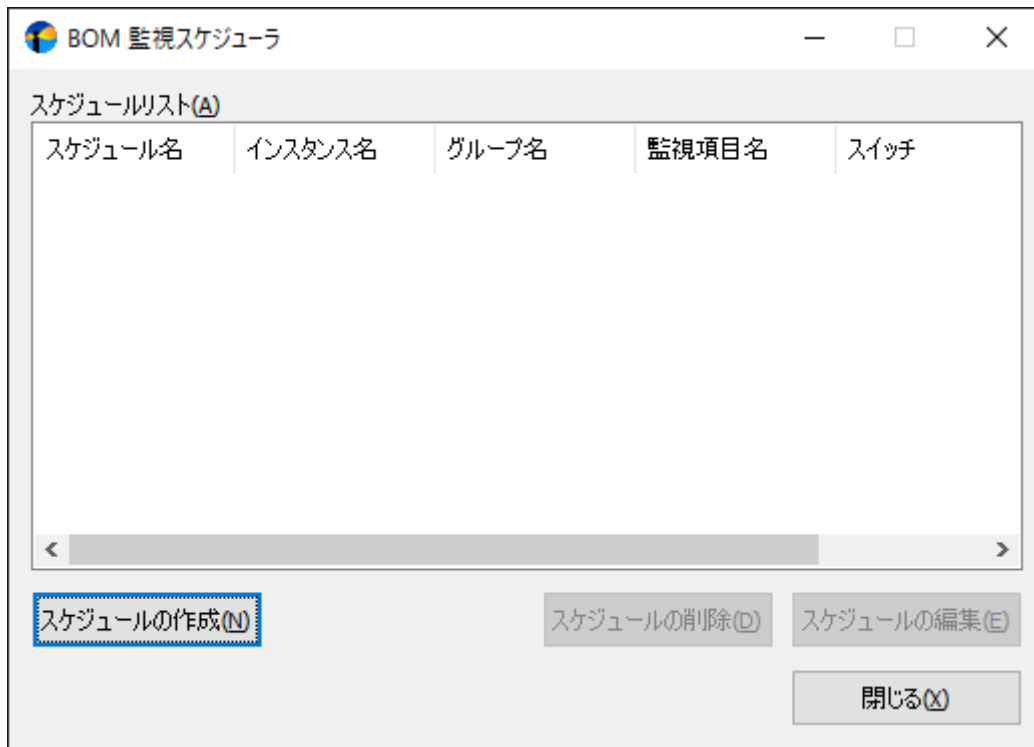 BOM 監視スケジューラ
スケジュールリスト(A)
スケジュール名 インスタンス名 グループ名 監視項目名 スイッチ
スケジュールの作成(N) スケジュールの削除(D) スケジュールの編集(E)
閉じる(X)